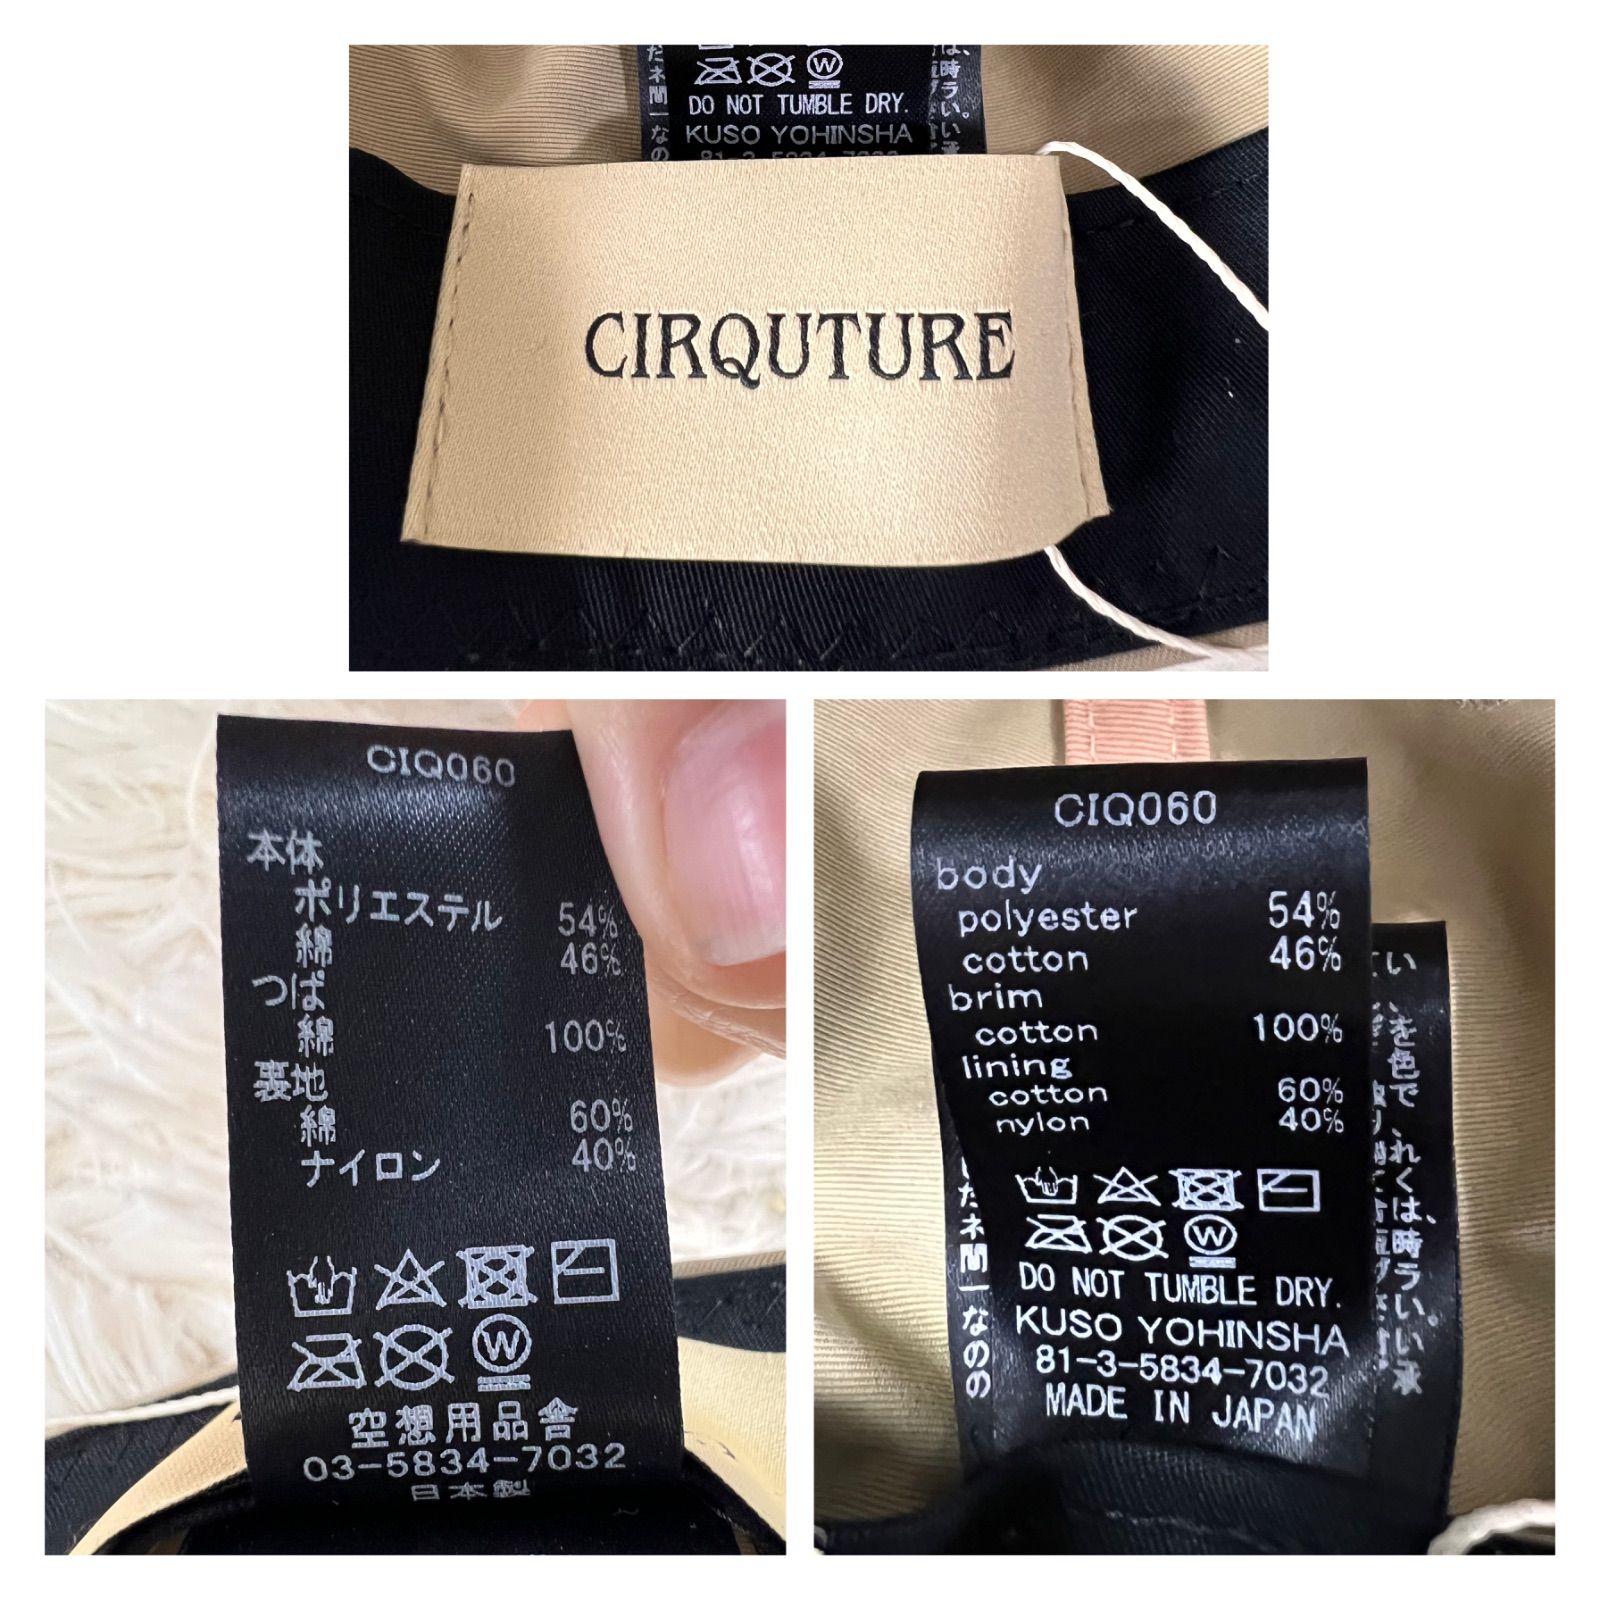 DO NOT TUMBLE DRY.
KUSO YOHINSHA
CIRQUTURE
CIQ060
本体
ポリエステル 54%
綿 46%
つば
綿 100%
裏地
綿 60%
ナイロン 40%
W
空想用品舎
03-5834-7032
日本製
CIQ060
body
polyester 54%
cotton 46%
brim
cotton 100%
lining
cotton 60%
nylon 40%
W
DO NOT TUMBLE DRY.
KUSO YOHINSHA
81-3-5834-7032
MADE IN JAPAN